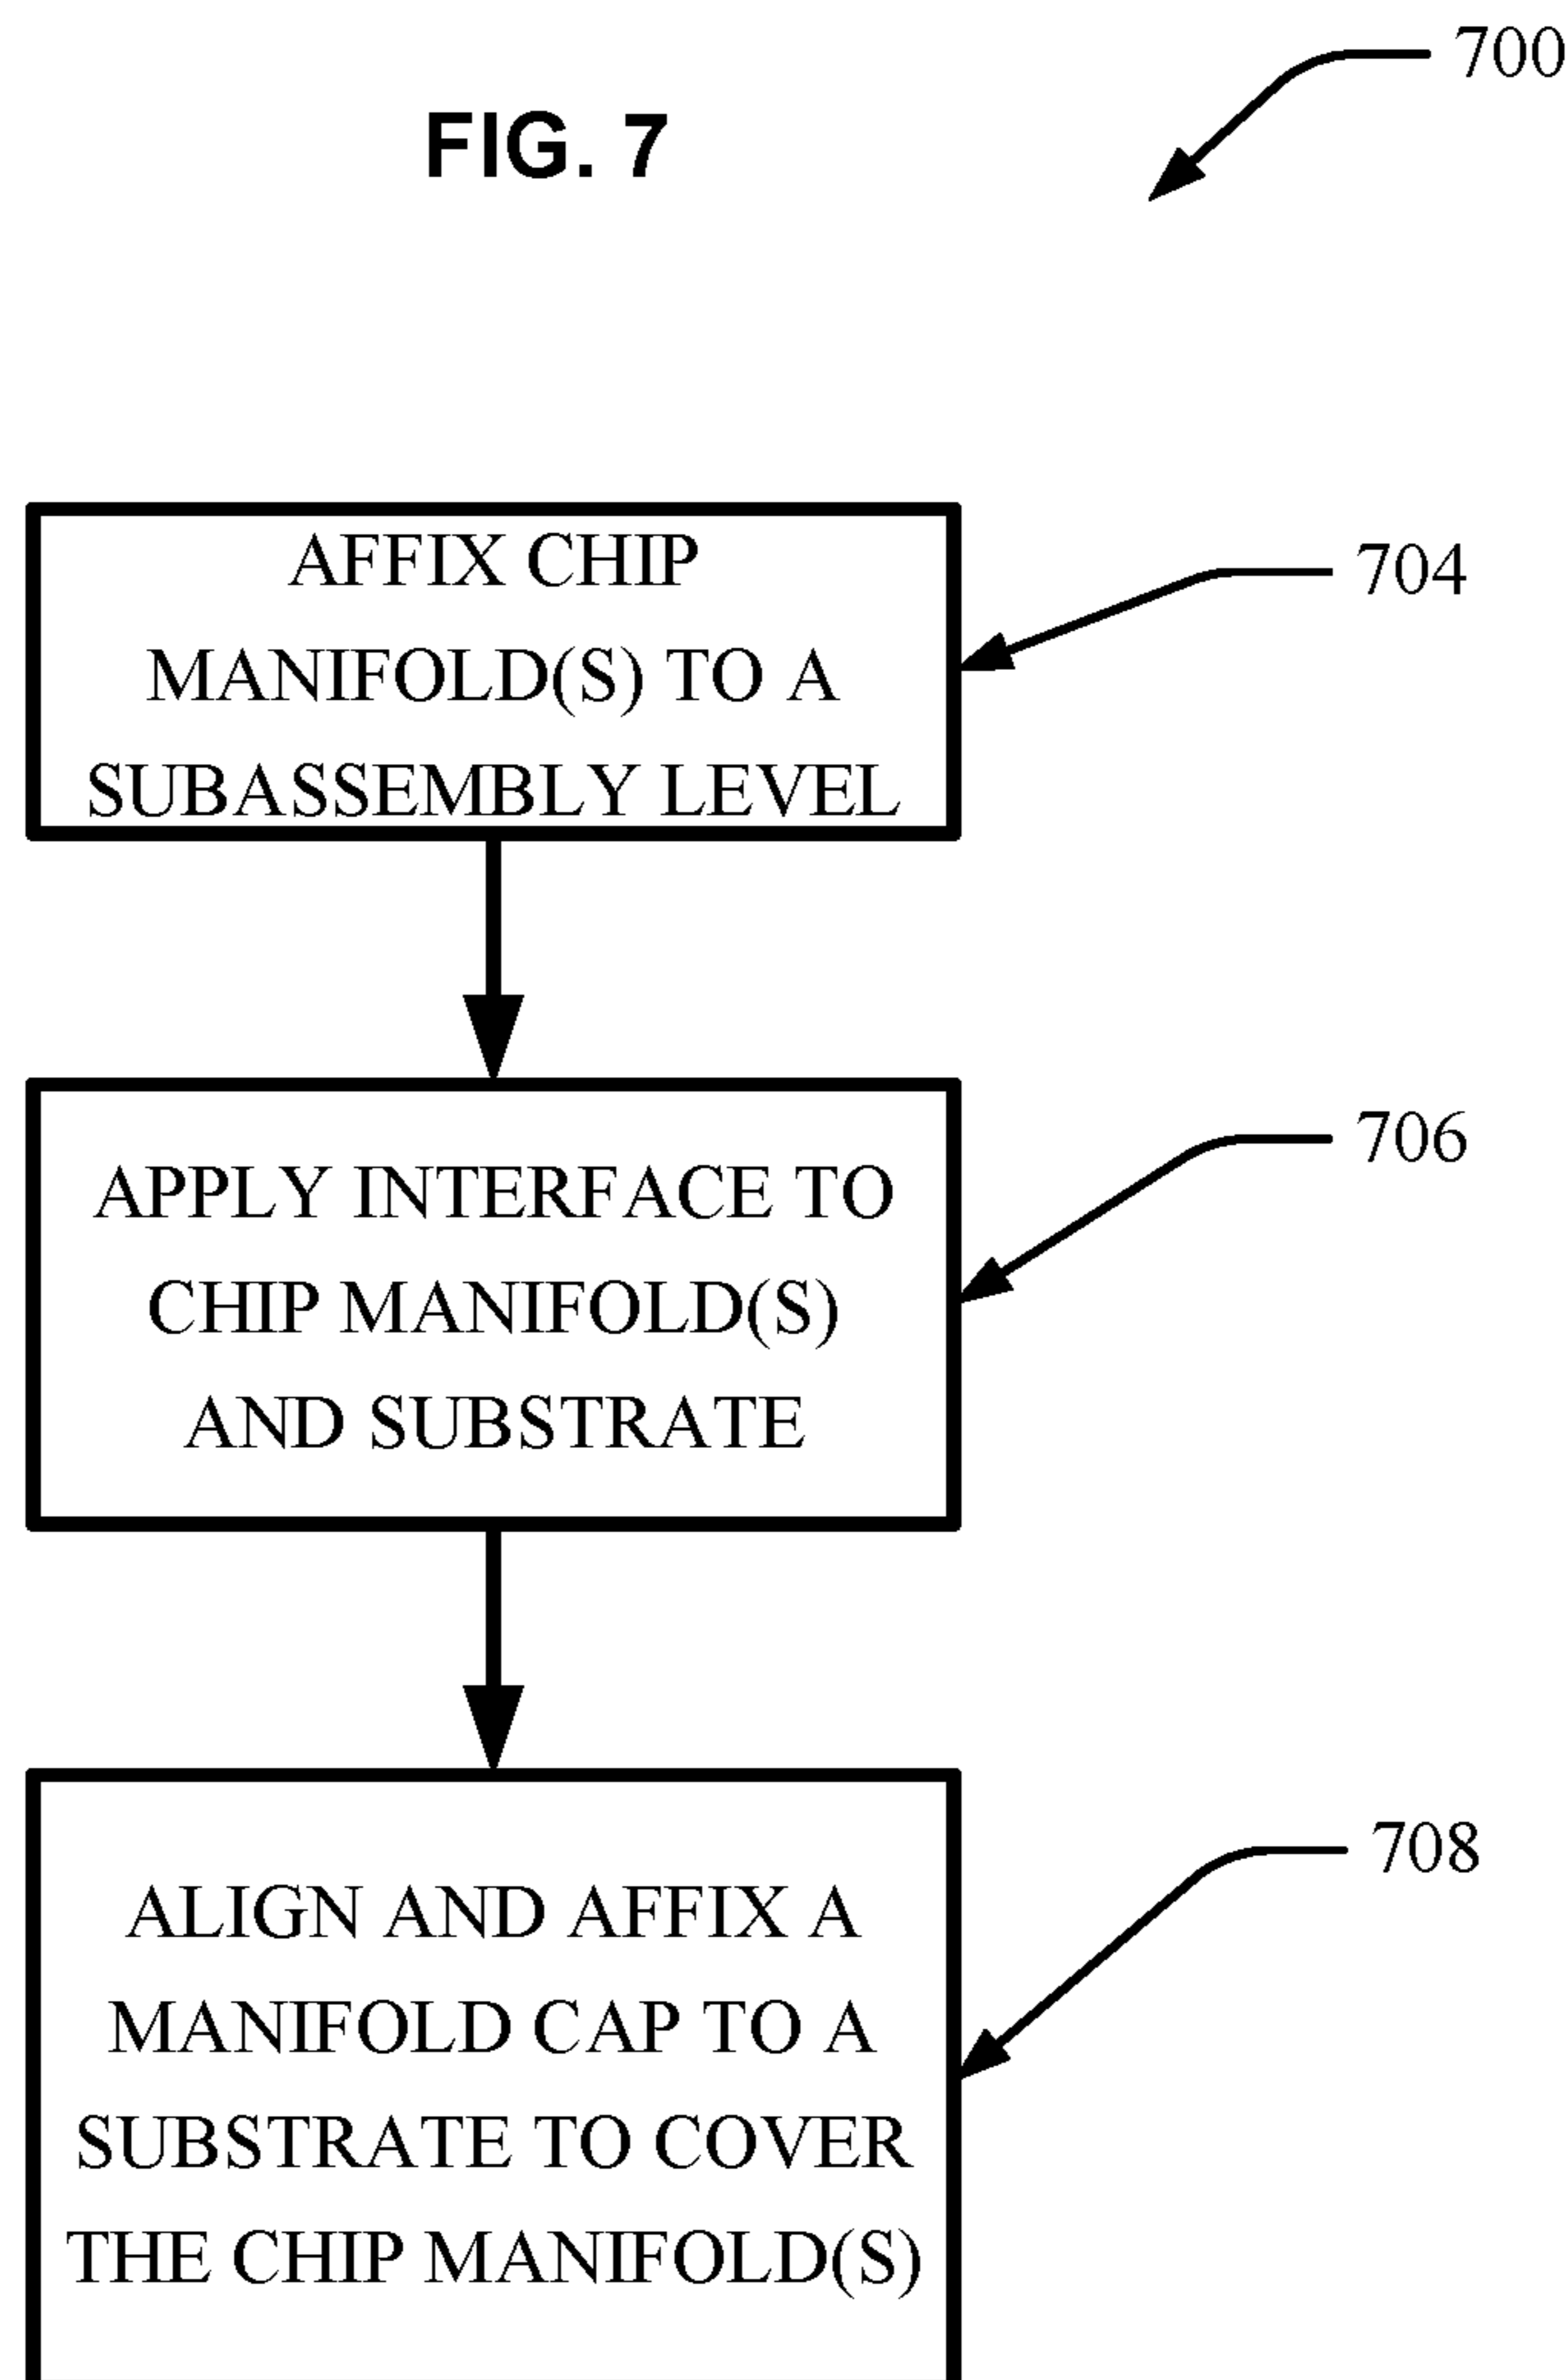 700
FIG. 7
AFFIX CHIP
MANIFOLD(S) TO A
SUBASSEMBLY LEVEL
704
APPLY INTERFACE TO
CHIP MANIFOLD(S)
AND SUBSTRATE
706
ALIGN AND AFFIX A
MANIFOLD CAP TO A
SUBSTRATE TO COVER
THE CHIP MANIFOLD(S)
708